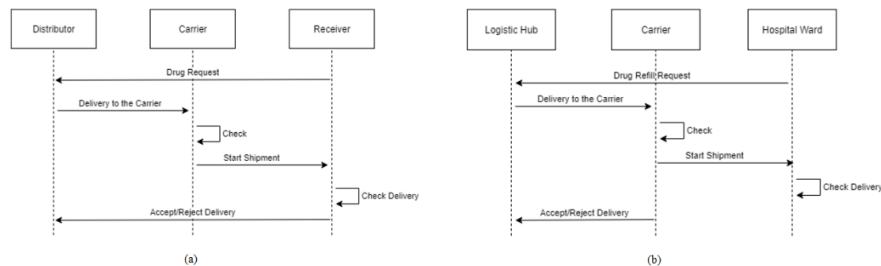 Distributor
Carrier
Receiver
Drug Request
Delivery to the Carrier
Check
Start Shipment
Check Delivery
Accept/Reject Delivery
(a)
Logistic Hub
Carrier
Hospital Ward
Drug Refill Request
Delivery to the Carrier
Check
Start Shipment
Check Delivery
Accept/Reject Delivery
(b)